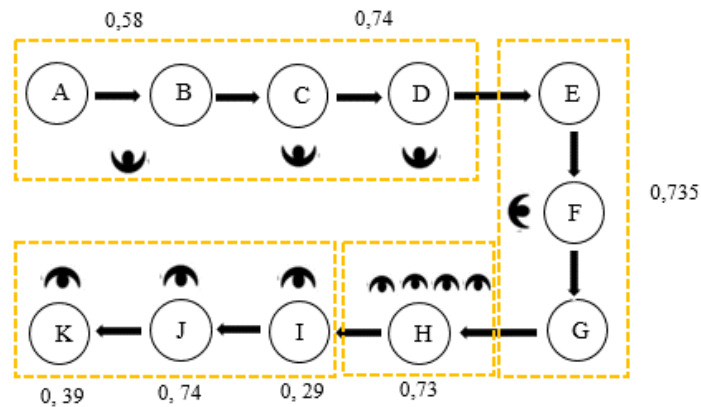 0,58 0,74
A B C D E
0,735
F
K J I H G
0, 39 0, 74 0, 29 0,73